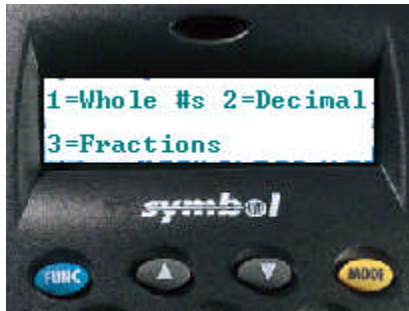 1=Whole #s 2=Decimal
3=Fractions
symbol
FUNC
MODE